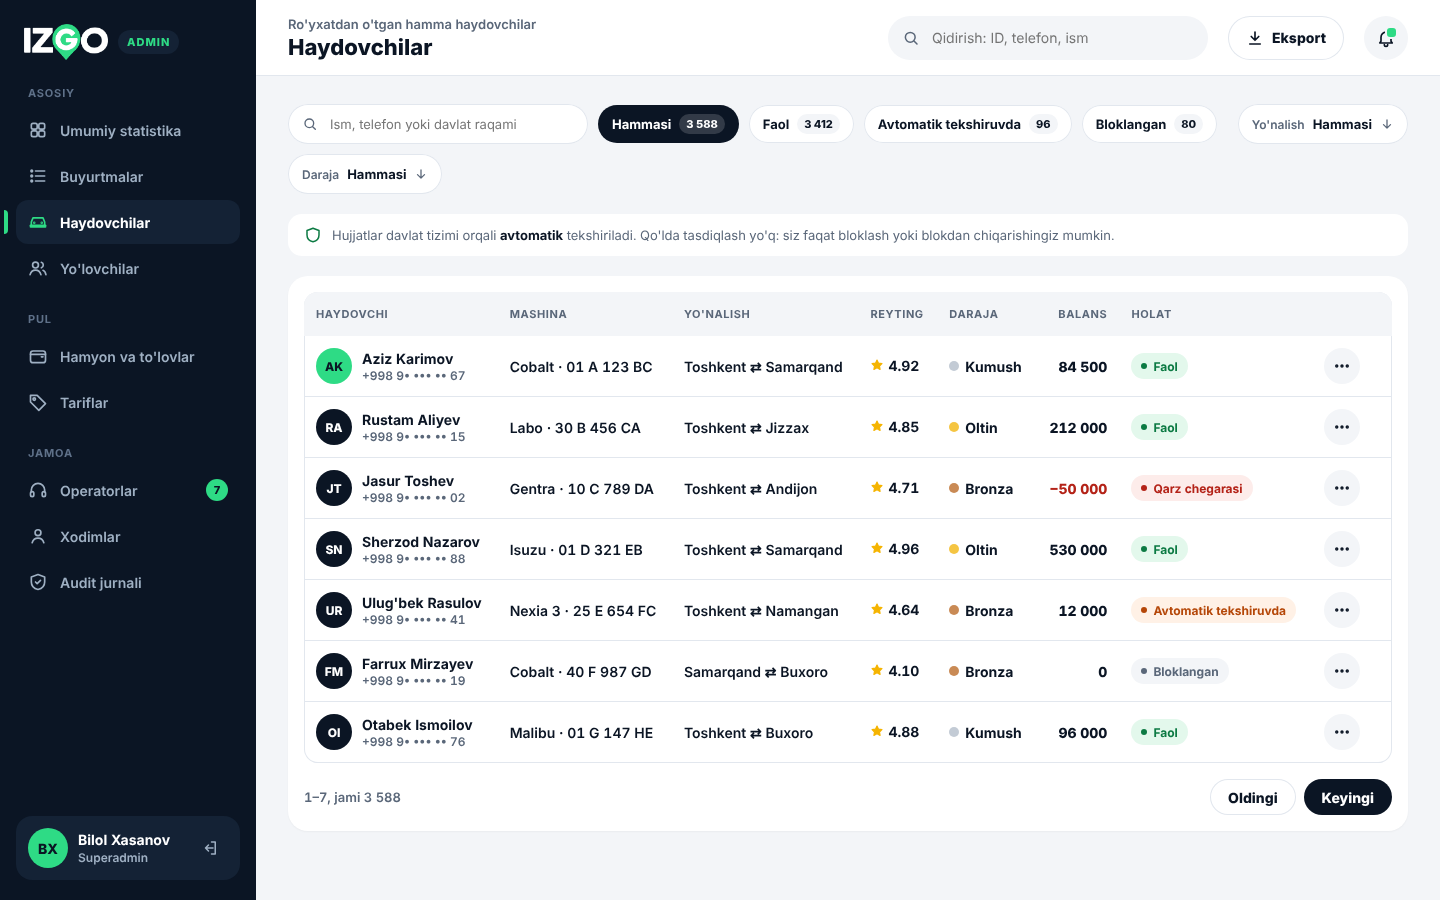 IZGO ADMIN
ASOSIY
Umumiy statistika
Buyurtmalar
Haydovchilar
Yo'lovchilar
PUL
Hamyon va to'lovlar
Tariflar
JAMOA
Operatorlar 7
Xodimlar
Audit jurnali
BX Bilol Xasanov
Superadmin
Ro'yxatdan o'tgan hamma haydovchilar
Haydovchilar
Qidirish: ID, telefon, ism
Eksport
Ism, telefon yoki davlat raqami
Hammasi 3 588
Faol 3 412
Avtomatik tekshiruvda 96
Bloklangan 80
Yo'nalish Hammasi ↓
Daraja Hammasi ↓
Hujjatlar davlat tizimi orqali avtomatik tekshiriladi. Qo'lda tasdiqlash yo'q: siz faqat bloklash yoki blokdan chiqarishingiz mumkin.
HAYDOVCHI MASHINA YO'NALISH REYTING DARAJA BALANS HOLAT
AK Aziz Karimov Cobalt · 01 A 123 BC Toshkent ⇄ Samarqand ★ 4.92 Kumush 84 500 Faol •••
+998 9• ••• •• 67
RA Rustam Aliyev Labo · 30 B 456 CA Toshkent ⇄ Jizzax ★ 4.85 Oltin 212 000 Faol •••
+998 9• ••• •• 15
JT Jasur Toshev Gentra · 10 C 789 DA Toshkent ⇄ Andijon ★ 4.71 Bronza −50 000 Qarz chegarasi •••
+998 9• ••• •• 02
SN Sherzod Nazarov Isuzu · 01 D 321 EB Toshkent ⇄ Samarqand ★ 4.96 Oltin 530 000 Faol •••
+998 9• ••• •• 88
UR Ulug'bek Rasulov Nexia 3 · 25 E 654 FC Toshkent ⇄ Namangan ★ 4.64 Bronza 12 000 Avtomatik tekshiruvda •••
+998 9• ••• •• 41
FM Farrux Mirzayev Cobalt · 40 F 987 GD Samarqand ⇄ Buxoro ★ 4.10 Bronza 0 Bloklangan •••
+998 9• ••• •• 19
OI Otabek Ismoilov Malibu · 01 G 147 HE Toshkent ⇄ Buxoro ★ 4.88 Kumush 96 000 Faol •••
+998 9• ••• •• 76
1–7, jami 3 588
Oldingi
Keyingi